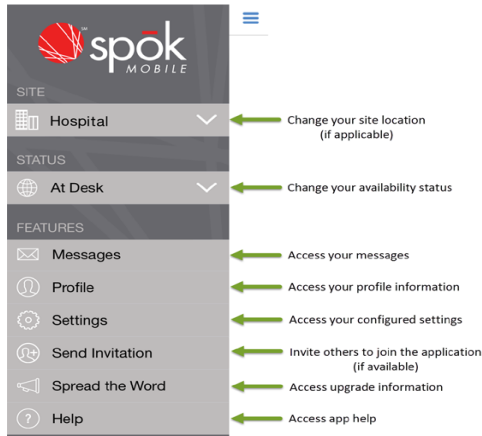 spōk
MOBILE
SITE
Hospital
Change your site location
(if applicable)
STATUS
At Desk
Change your availability status
FEATURES
Messages
Access your messages
Profile
Access your profile information
Settings
Access your configured settings
Send Invitation
Invite others to join the application
(if available)
Spread the Word
Access upgrade information
Help
Access app help